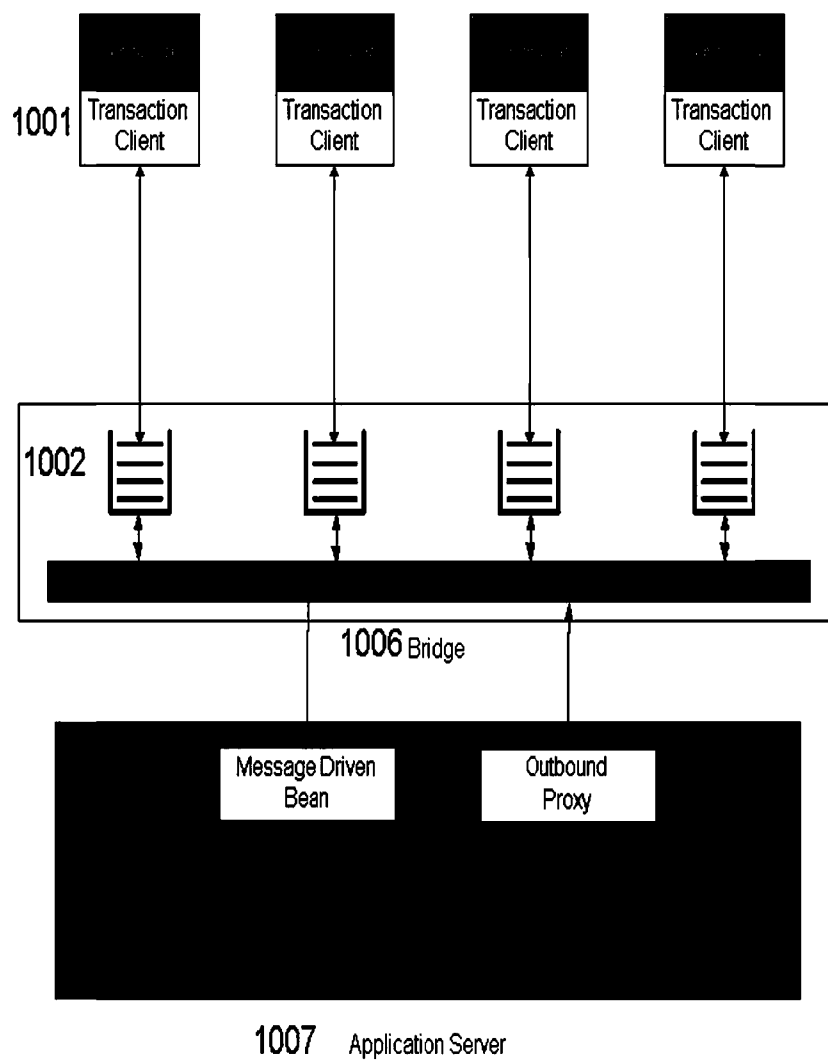 1001
Transaction
Client
Transaction
Client
Transaction
Client
Transaction
Client
1002
1006 Bridge
Message Driven
Bean
Outbound
Proxy
1007 Application Server